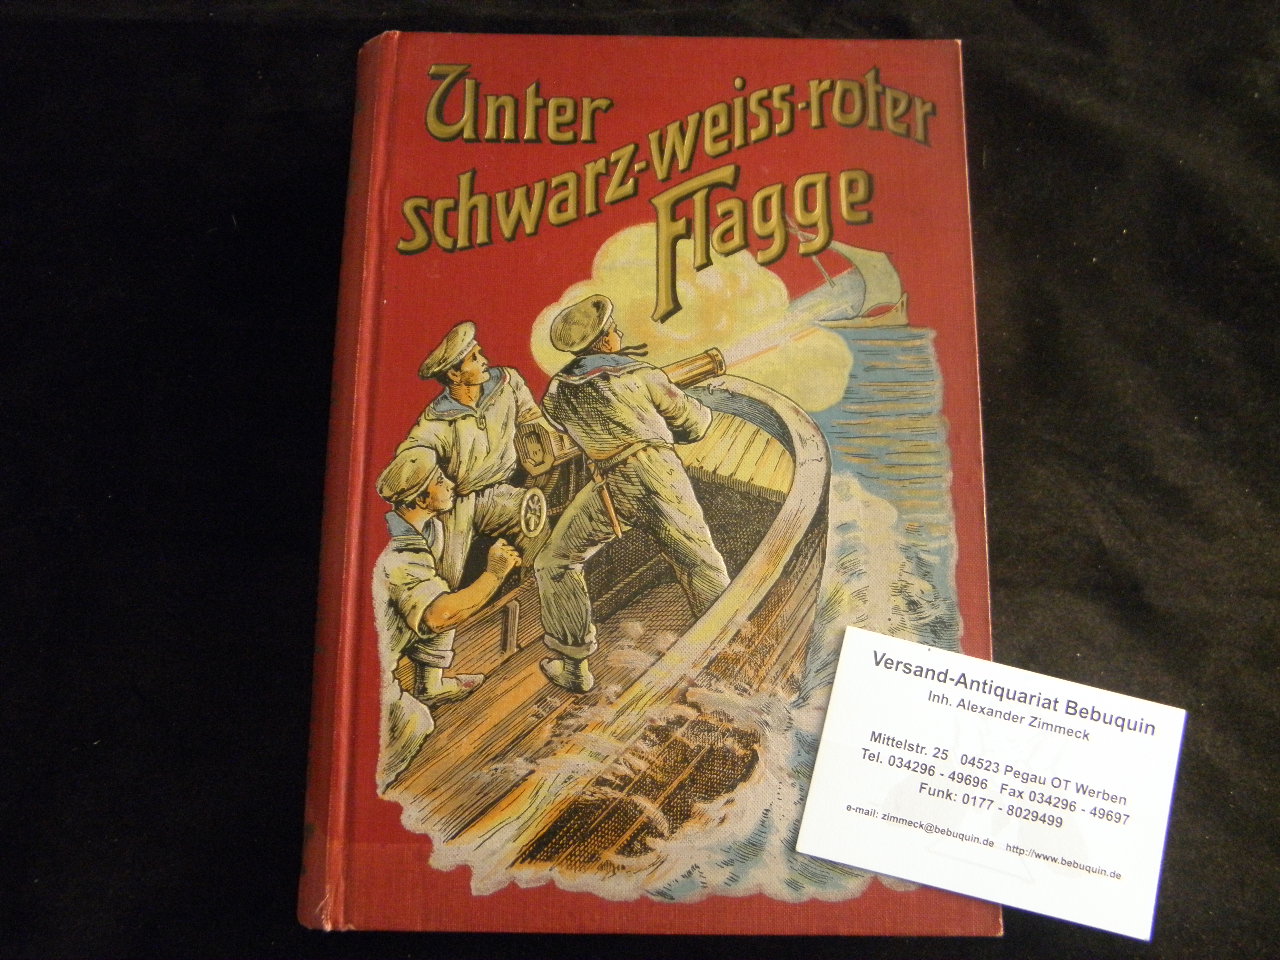 Unter
schwarz-weiss-roter
Flagge
Versand-Antiquariat Bebuquin
Inh. Alexander Zimmeck
Mittelstr. 25 04523 Pegau OT Werben
Tel. 034296 - 49696 Fax 034296 - 49697
Funk: 0177 - 8029499
e-mail: zimmeck@bebuquin.de http://www.bebuquin.de